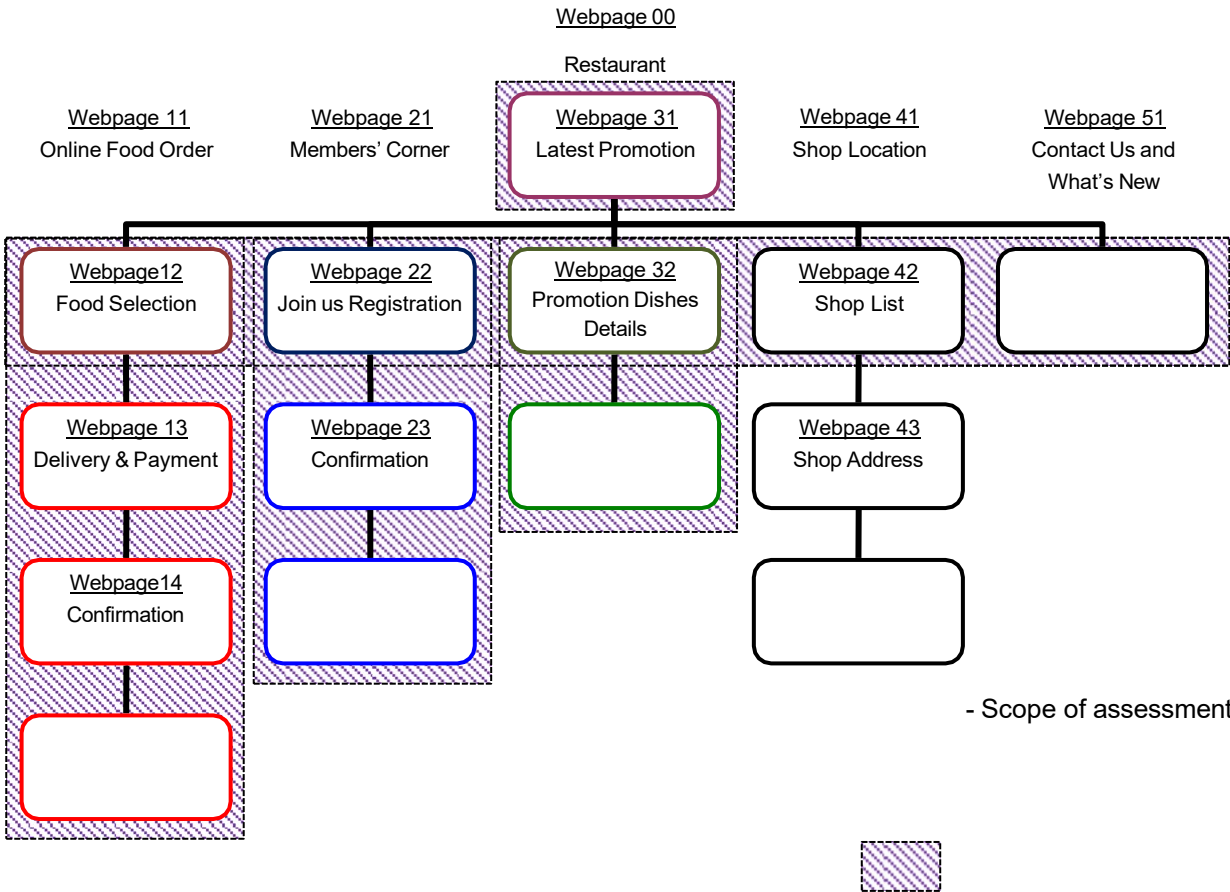 Webpage 00
Restaurant
Webpage 11
Online Food Order
Webpage 21
Members’ Corner
Webpage 31
Latest Promotion
Webpage 41
Shop Location
Webpage 51
Contact Us and
What’s New
Webpage12
Food Selection
Webpage 22
Join us Registration
Webpage 32
Promotion Dishes
Details
Webpage 42
Shop List
Webpage 13
Delivery & Payment
Webpage 23
Confirmation
Webpage 43
Shop Address
Webpage14
Confirmation
- Scope of assessment